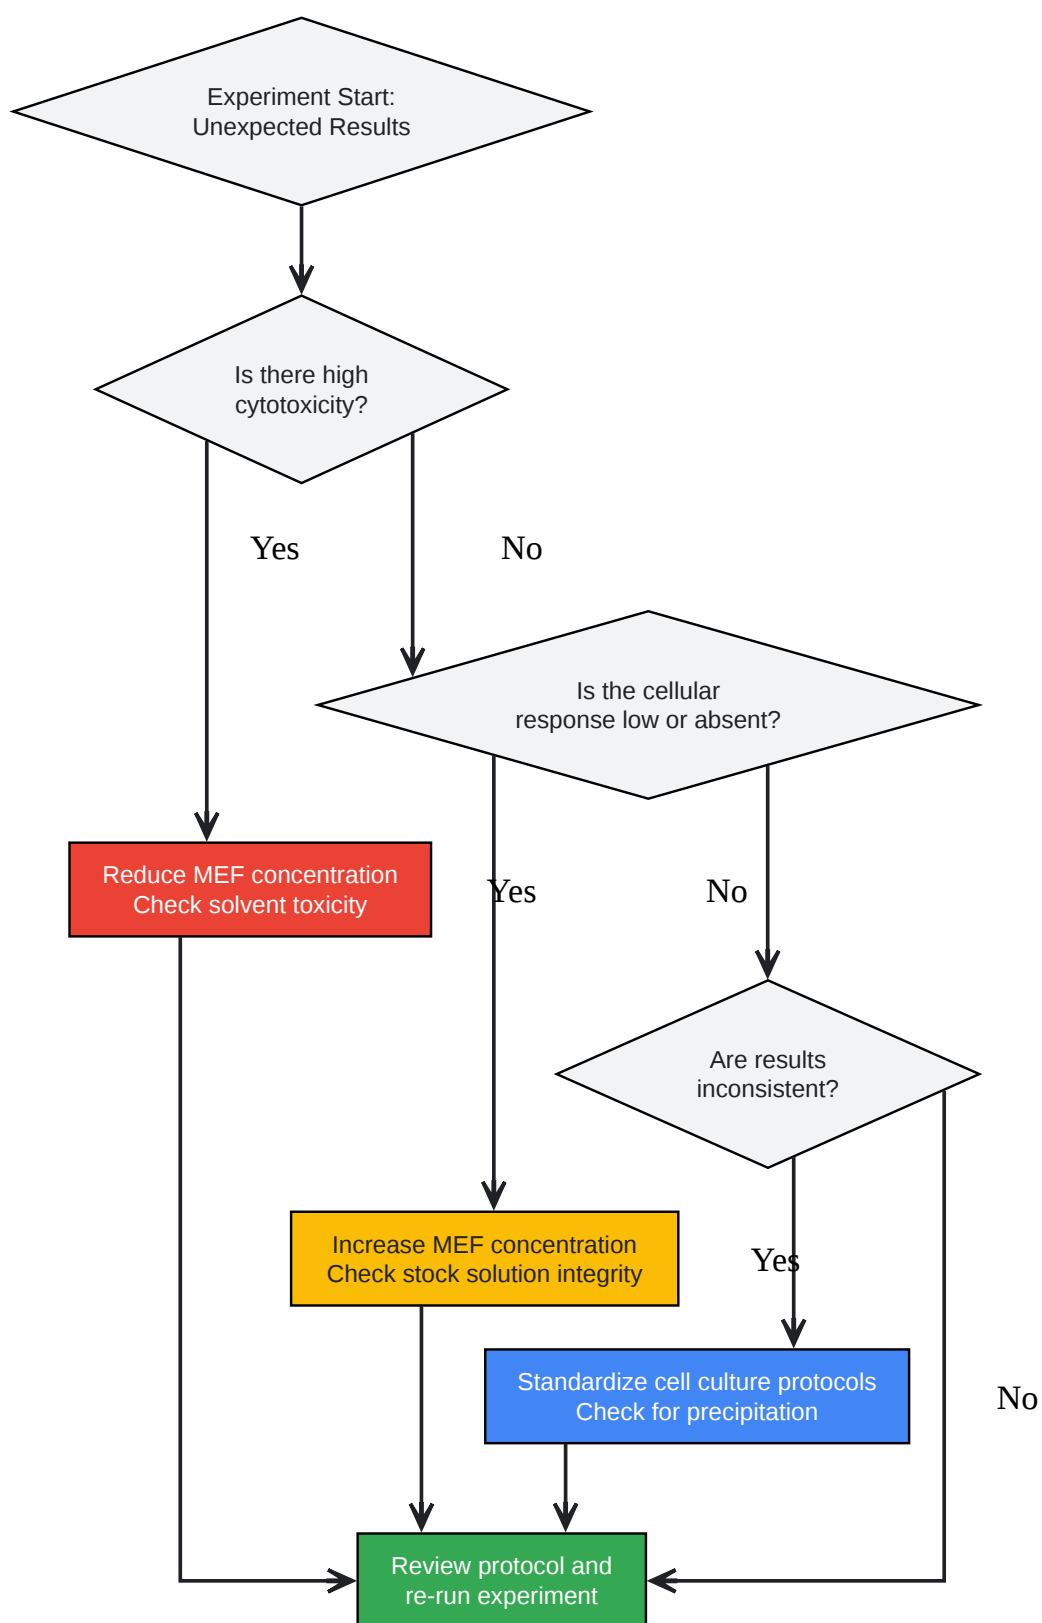 Experiment Start:
Unexpected Results
Is there high
cytotoxicity?
Yes
No
Is the cellular
response low or absent?
Reduce MEF concentration
Check solvent toxicity
Yes
No
Are results
inconsistent?
Increase MEF concentration
Check stock solution integrity
Yes
Standardize cell culture protocols
Check for precipitation
No
Review protocol and
re-run experiment